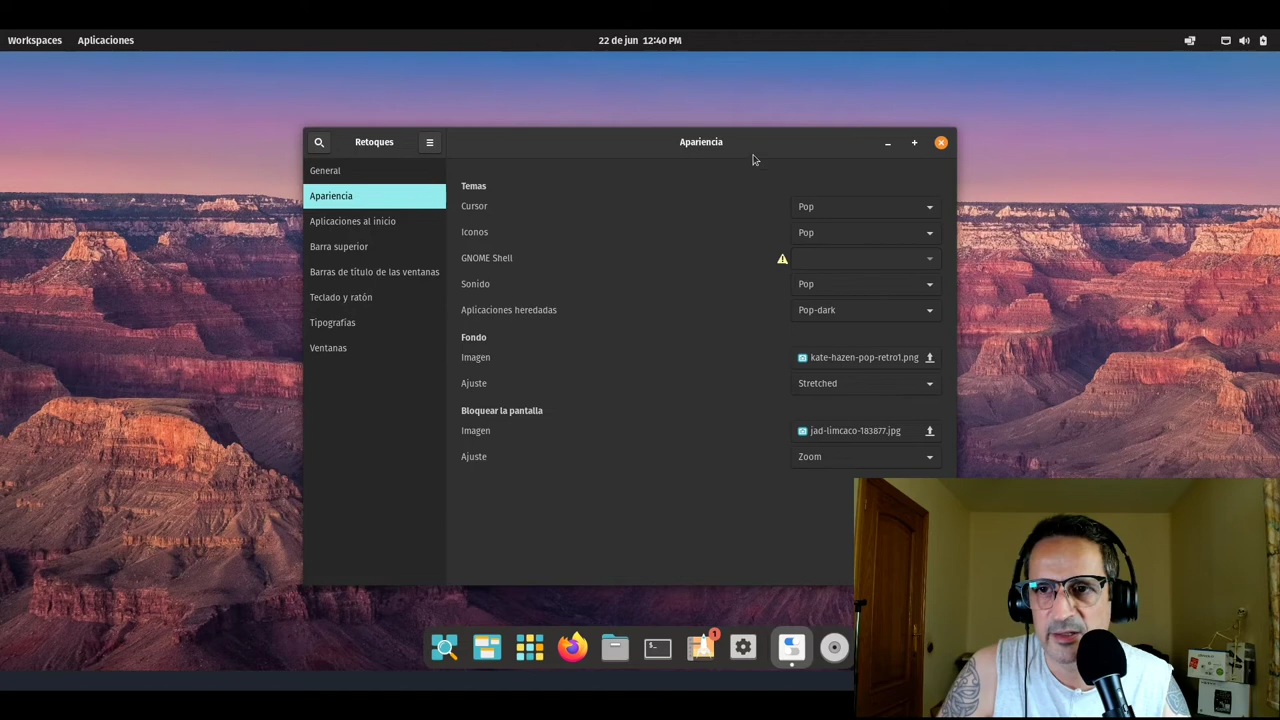 Workspaces Aplicaciones 22 de jun 12:40 PM
Retoques Apariencia
General
Apariencia
Aplicaciones al inicio
Barra superior
Barras de título de las ventanas
Teclado y ratón
Tipografías
Ventanas
Temas
Cursor Pop
Iconos Pop
GNOME Shell
Sonido Pop
Aplicaciones heredadas Pop-dark
Fondo
Imagen kate-hazen-pop-retro1.png
Ajuste Stretched
Bloquear la pantalla
Imagen jad-limcaco-183877.jpg
Ajuste Zoom
$_ 1